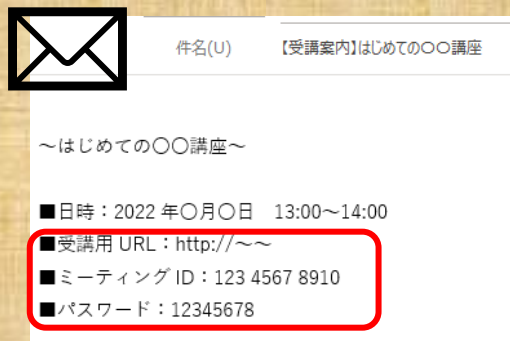 件名(U) 【受講案内】はじめての〇〇講座
～はじめての〇〇講座～
■日時：2022 年〇月〇日 13:00～14:00
■受講用 URL：http://～～
■ミーティング ID：123 4567 8910
■パスワード：12345678